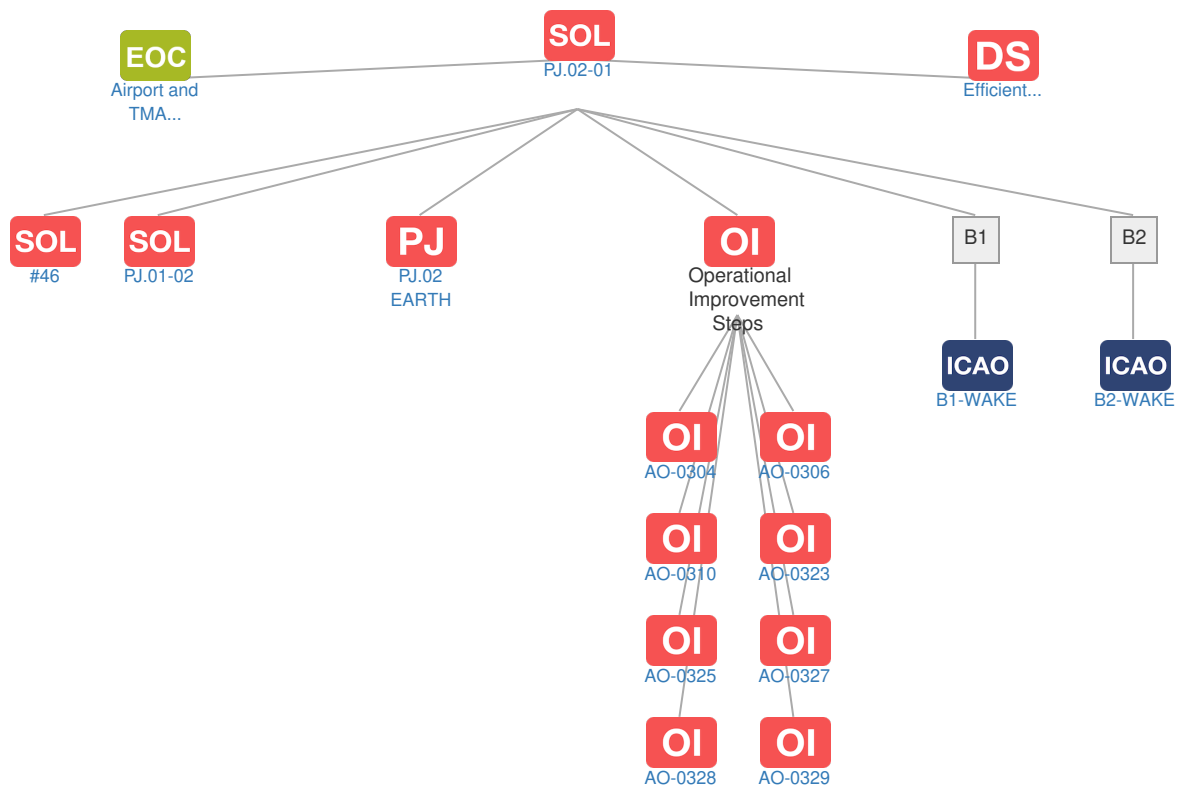 SOL
PJ.02-01
EOC
Airport and
TMA...
DS
Efficient...
SOL
#46
SOL
PJ.01-02
PJ
PJ.02
EARTH
OI
Operational
Improvement
Steps
B1
B2
ICAO
B1-WAKE
ICAO
B2-WAKE
OI
AO-0304
OI
AO-0306
OI
AO-0310
OI
AO-0323
OI
AO-0325
OI
AO-0327
OI
AO-0328
OI
AO-0329